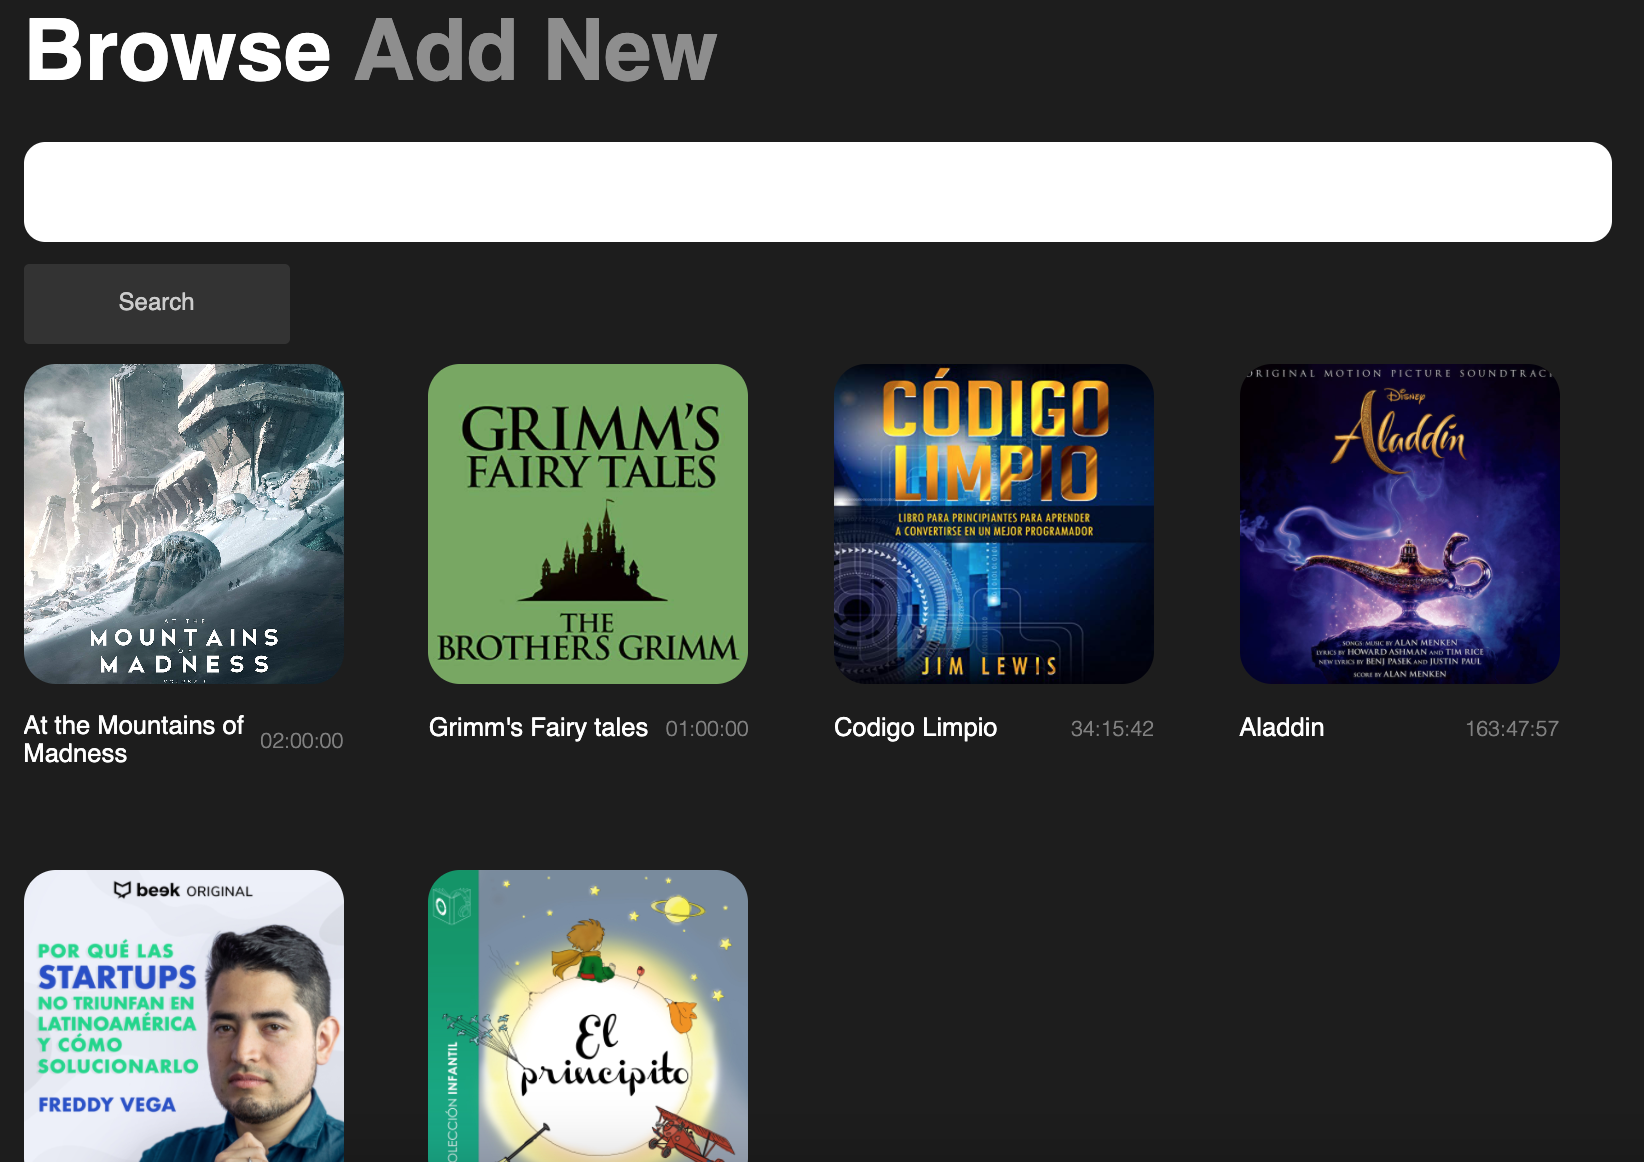 Browse Add New
Search
AT THE
MOUNTAINS
OF
MADNESS
GRIMM'S
FAIRY TALES
THE
BROTHERS GRIMM
CÓDIGO
LIMPIO
LIBRO PARA PRINCIPIANTES PARA APRENDER
A CONVERTIRSE EN UN MEJOR PROGRAMADOR
JIM LEWIS
ORIGINAL MOTION PICTURE SOUNDTRACK
DISNEY
Aladdin
SONGS MUSIC BY ALAN MENKEN
LYRICS BY HOWARD ASHMAN AND TIM RICE
NEW LYRICS BY BENJ PASEK AND JUSTIN PAUL
SCORE BY ALAN MENKEN
At the Mountains of
Madness
02:00:00
Grimm's Fairy tales 01:00:00
Codigo Limpio 34:15:42
Aladdin 163:47:57
beek ORIGINAL
POR QUÉ LAS
STARTUPS
NO TRIUNFAN EN
LATINOAMÉRICA
Y CÓMO
SOLUCIONARLO
FREDDY VEGA
El
principito
OLECCIÓN INFANTIL